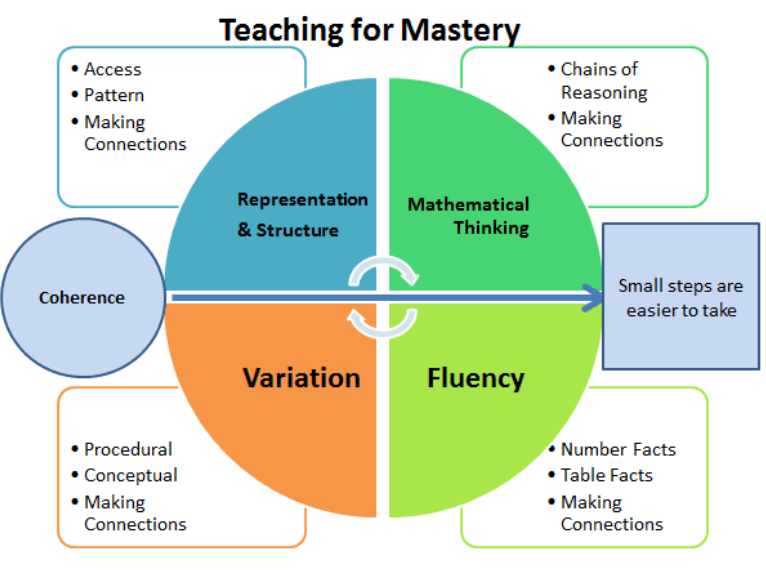 Teaching for Mastery
• Access
• Pattern
• Making
Connections
• Chains of
Reasoning
• Making
Connections
Representation
& Structure
Mathematical
Thinking
Coherence
Small steps are
easier to take
Variation
Fluency
• Procedural
• Conceptual
• Making
Connections
• Number Facts
• Table Facts
• Making
Connections